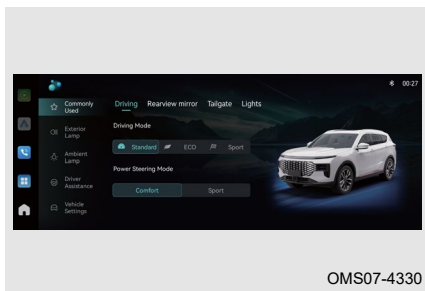 00:27
Commonly
Used
Driving Rearview mirror Tailgate Lights
Exterior
Lamp
Driving Mode
Standard ECO Sport
Ambient
Lamp
Power Steering Mode
Driver
Assistance
Comfort Sport
Vehicle
Settings
OMS07-4330